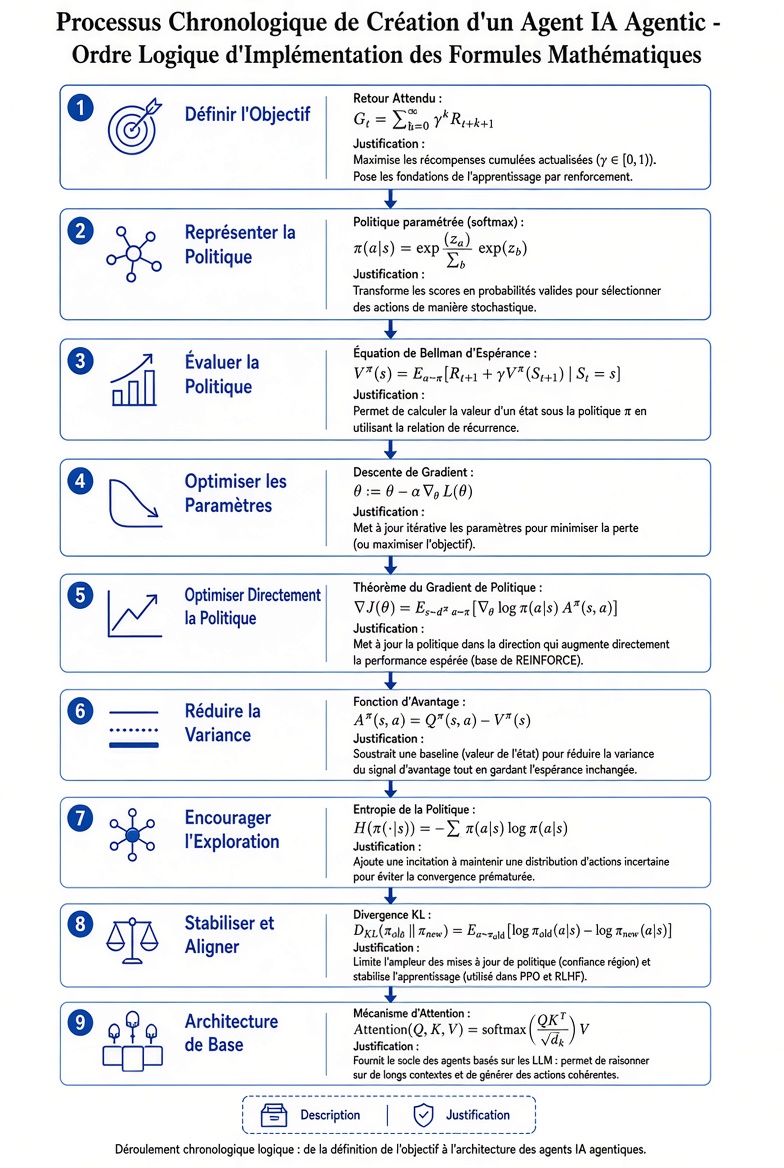 Processus Chronologique de Création d'un Agent IA Agentic -
Ordre Logique d'Implémentation des Formules Mathématiques
1
Définir l'Objectif
Retour Attendu :
G_t = ∑_{h=0}^{∞} γ^k R_{t+k+1}
Justification :
Maximise les récompenses cumulées actualisées (γ ∈ [0, 1)).
Pose les fondations de l'apprentissage par renforcement.
2
Représenter la
Politique
Politique paramétrée (softmax) :
π(a|s) = exp (z_a)/∑_b exp(z_b)
Justification :
Transforme les scores en probabilités valides pour sélectionner
des actions de manière stochastique.
3
Évaluer la
Politique
Équation de Bellman d'Espérance :
V^π(s) = E_{a~π}[R_{t+1} + γV^π(S_{t+1}) | S_t = s]
Justification :
Permet de calculer la valeur d'un état sous la politique π en
utilisant la relation de récurrence.
4
Optimiser les
Paramètres
Descente de Gradient :
θ := θ − α ∇_θ L(θ)
Justification :
Met à jour itérative les paramètres pour minimiser la perte
(ou maximiser l'objectif).
5
Optimiser Directement
la Politique
Théorème du Gradient de Politique :
∇J(θ) = E_{s~d^π a~π}[∇_θ log π(a|s) A^π(s, a)]
Justification :
Met à jour la politique dans la direction qui augmente directement
la performance espérée (base de REINFORCE).
6
Réduire la
Variance
Fonction d'Avantage :
A^π(s, a) = Q^π(s, a) − V^π(s)
Justification :
Soustrait une baseline (valeur de l'état) pour réduire la variance
du signal d'avantage tout en gardant l'espérance inchangée.
7
Encourager
l'Exploration
Entropie de la Politique :
H(π(·|s)) = −∑ π(a|s) log π(a|s)
Justification :
Ajoute une incitation à maintenir une distribution d'actions incertaine
pour éviter la convergence prématurée.
8
Stabiliser et
Aligner
Divergence KL :
D_{KL}(π_{old} || π_{new}) = E_{a~π_{old}}[log π_{old}(a|s) − log π_{new}(a|s)]
Justification :
Limite l'ampleur des mises à jour de politique (confiance région) et
stabilise l'apprentissage (utilisé dans PPO et RLHF).
9
Architecture
de Base
Mécanisme d'Attention :
Attention(Q, K, V) = softmax(QK^T/√d_k) V
Justification :
Fournit le socle des agents basés sur les LLM : permet de raisonner
sur de longs contextes et de générer des actions cohérentes.
Description | Justification
Déroulement chronologique logique : de la définition de l'objectif à l'architecture des agents IA agentiques.